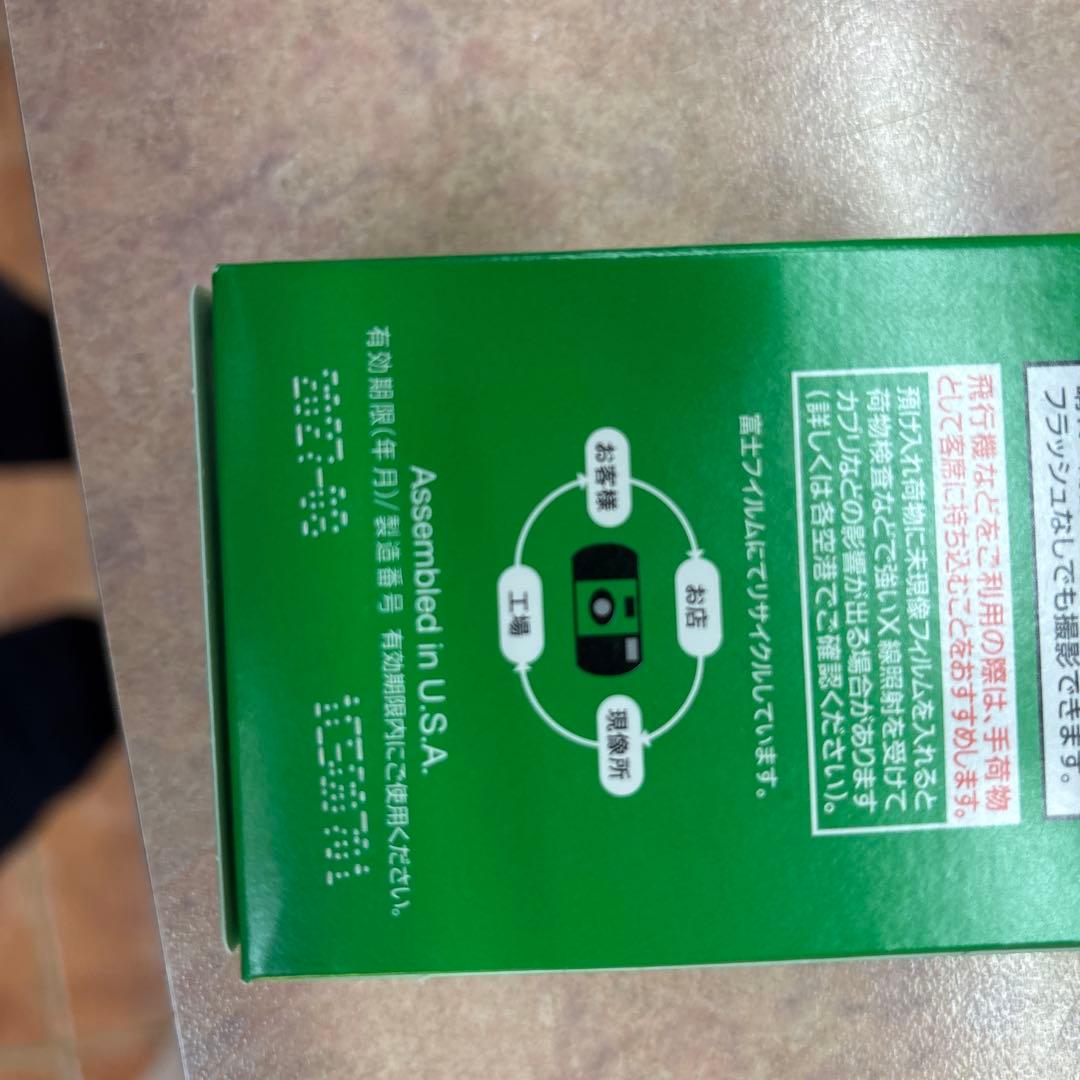 フラッシュなしでも撮影できます。
飛行機などをご利用の際は、手荷物
として客席に持ち込むことをおすすめします。
預け入れ荷物に未現像フィルムを入れると
荷物検査などで強いX線照射を受けて
カブリなどの影響が出る場合があります
(詳しくは各空港でご確認ください)。
富士フイルムにてリサイクルしています。
お客様
お店
現像所
工場
Assembled in U.S.A.
有効期限(年 月)/製造番号 有効期限内にご使用ください。